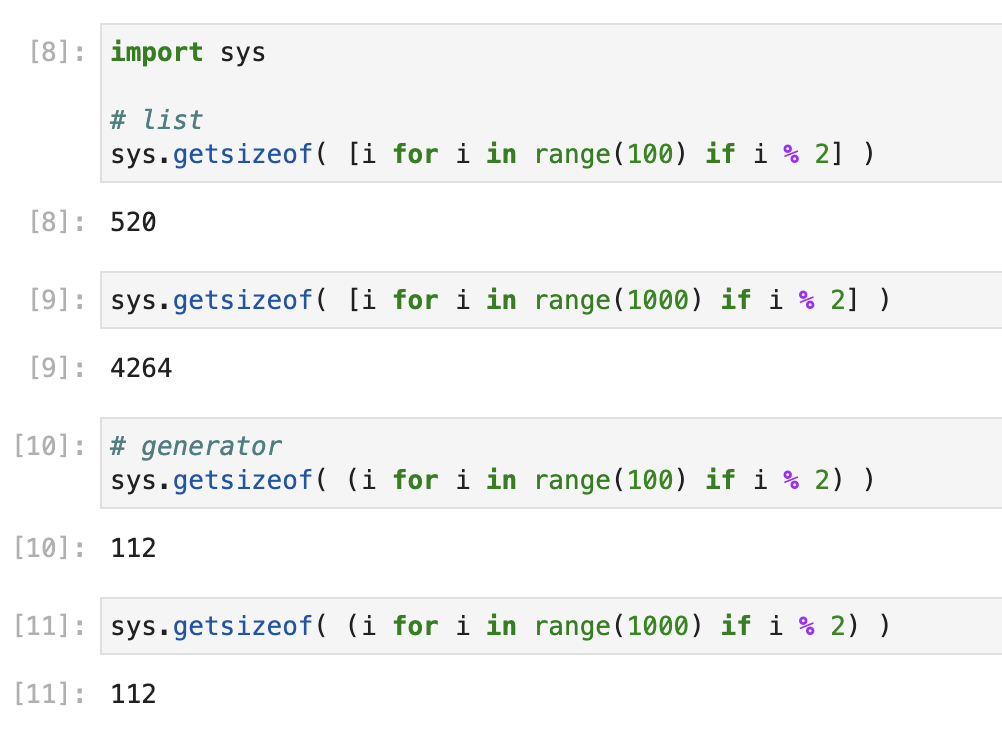 [8]: import sys
# list
sys.getsizeof( [i for i in range(100) if i % 2] )
[8]: 520
[9]: sys.getsizeof( [i for i in range(1000) if i % 2] )
[9]: 4264
[10]: # generator
sys.getsizeof( (i for i in range(100) if i % 2) )
[10]: 112
[11]: sys.getsizeof( (i for i in range(1000) if i % 2) )
[11]: 112